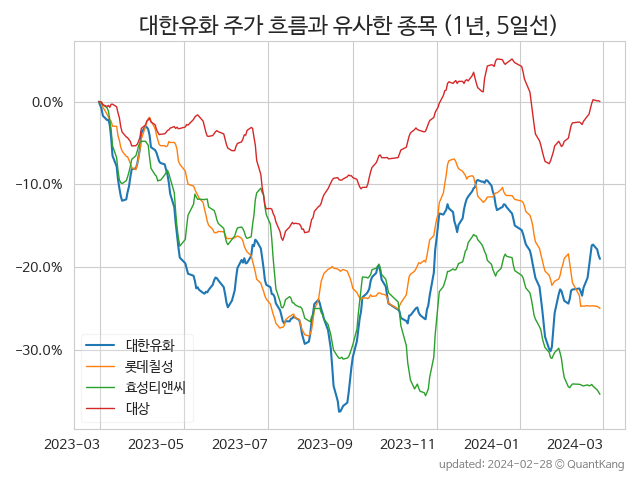 대한유화 주가 흐름과 유사한 종목 (1년, 5일선)
0.0%
-10.0%
-20.0%
-30.0%
대한유화
롯데칠성
효성티앤씨
대상
2023-03 2023-05 2023-07 2023-09 2023-11 2024-01 2024-03
updated: 2024-02-28 © QuantKang